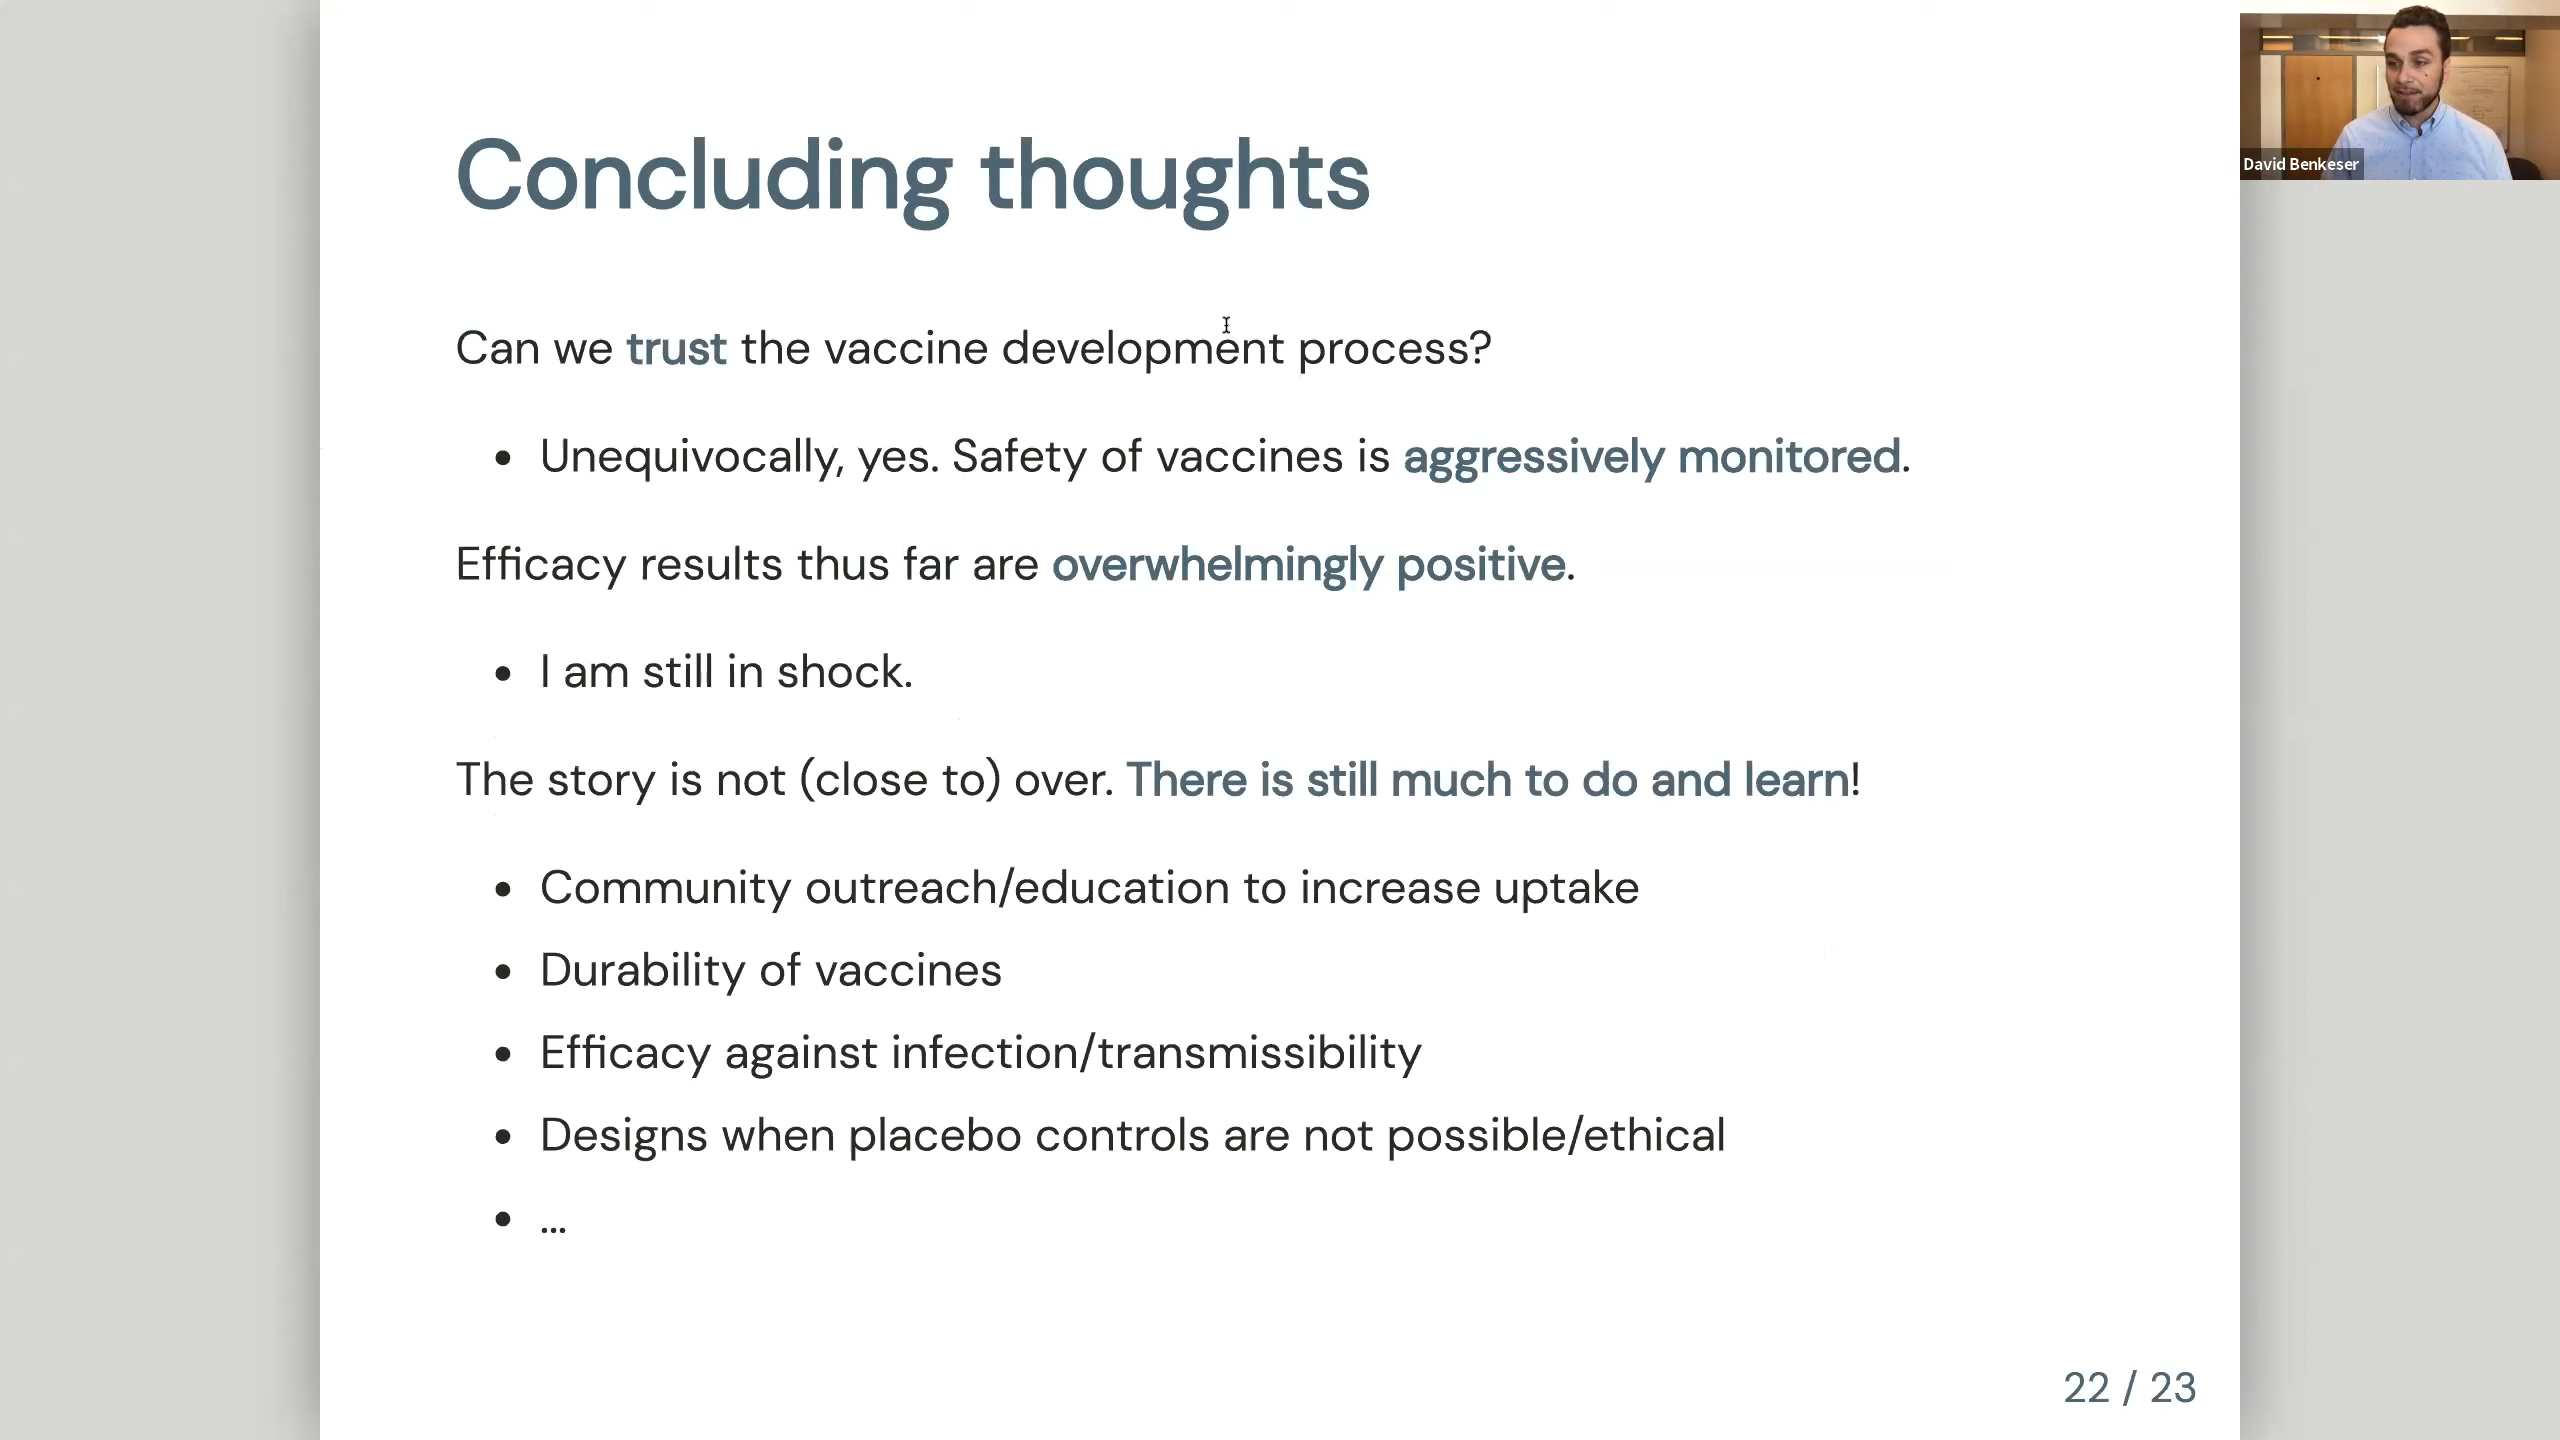 Concluding thoughts
David Benkeser
Can we trust the vaccine development process?
• Unequivocally, yes. Safety of vaccines is aggressively monitored.
Efficacy results thus far are overwhelmingly positive.
• I am still in shock.
The story is not (close to) over. There is still much to do and learn!
• Community outreach/education to increase uptake
• Durability of vaccines
• Efficacy against infection/transmissibility
• Designs when placebo controls are not possible/ethical
• ...
22 / 23